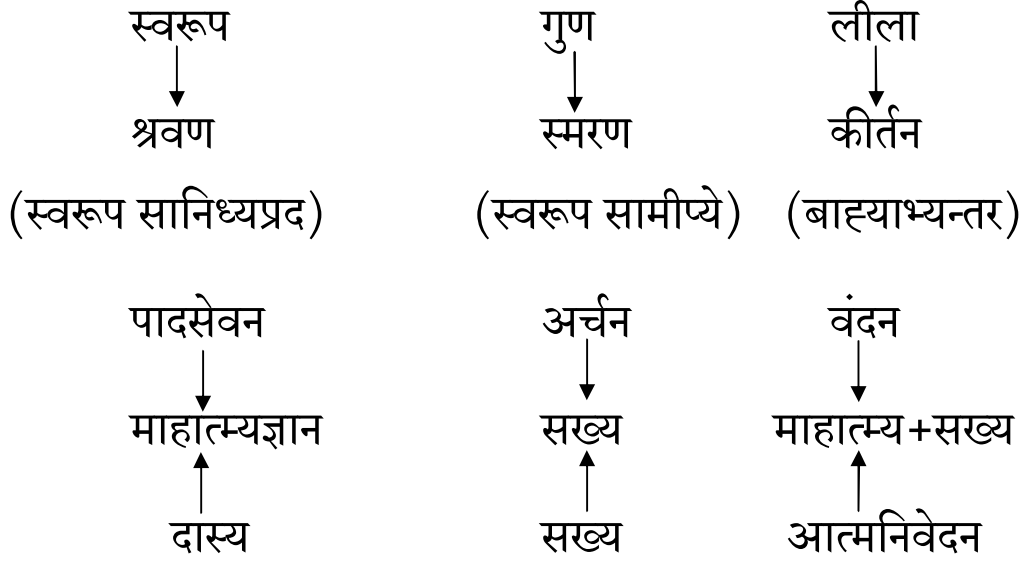 स्वरूप गुण लीला
श्रवण स्मरण कीर्तन
(स्वरूप सानिध्यप्रद) (स्वरूप सामीप्ये) (बाह्याभ्यन्तर)
पादसेवन अर्चन वंदन
माहात्म्यज्ञान सख्य माहात्म्य+सख्य
दास्य सख्य आत्मनिवेदन